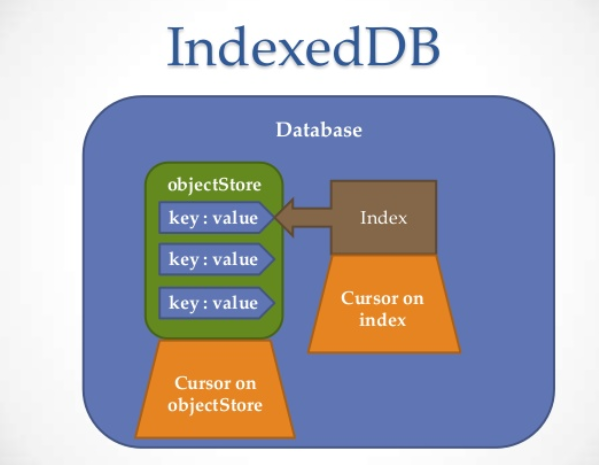 IndexedDB
Database
objectStore
key : value
key : value
key : value
Index
Cursor on
index
Cursor on
objectStore